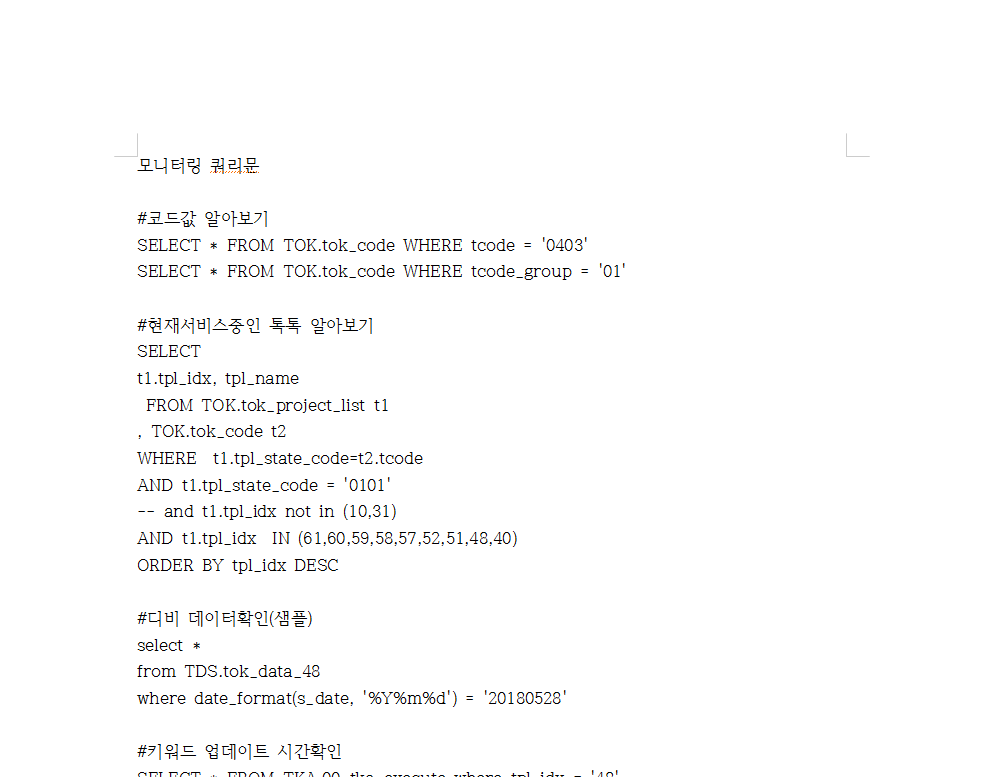 모니터링 쿼리문
#코드값 알아보기
SELECT * FROM TOK.tok_code WHERE tcode = '0403'
SELECT * FROM TOK.tok_code WHERE tcode_group = '01'
#현재서비스중인 톡톡 알아보기
SELECT
t1.tpl_idx, tpl_name
FROM TOK.tok_project_list t1
, TOK.tok_code t2
WHERE t1.tpl_state_code=t2.tcode
AND t1.tpl_state_code = '0101'
-- and t1.tpl_idx not in (10,31)
AND t1.tpl_idx IN (61,60,59,58,57,52,51,48,40)
ORDER BY tpl_idx DESC
#디비 데이터확인(샘플)
select *
from TDS.tok_data_48
where date_format(s_date, '%Y%m%d') = '20180528'
#키워드 업데이트 시간확인
SELECT * FROM where tpl_idx = '48'